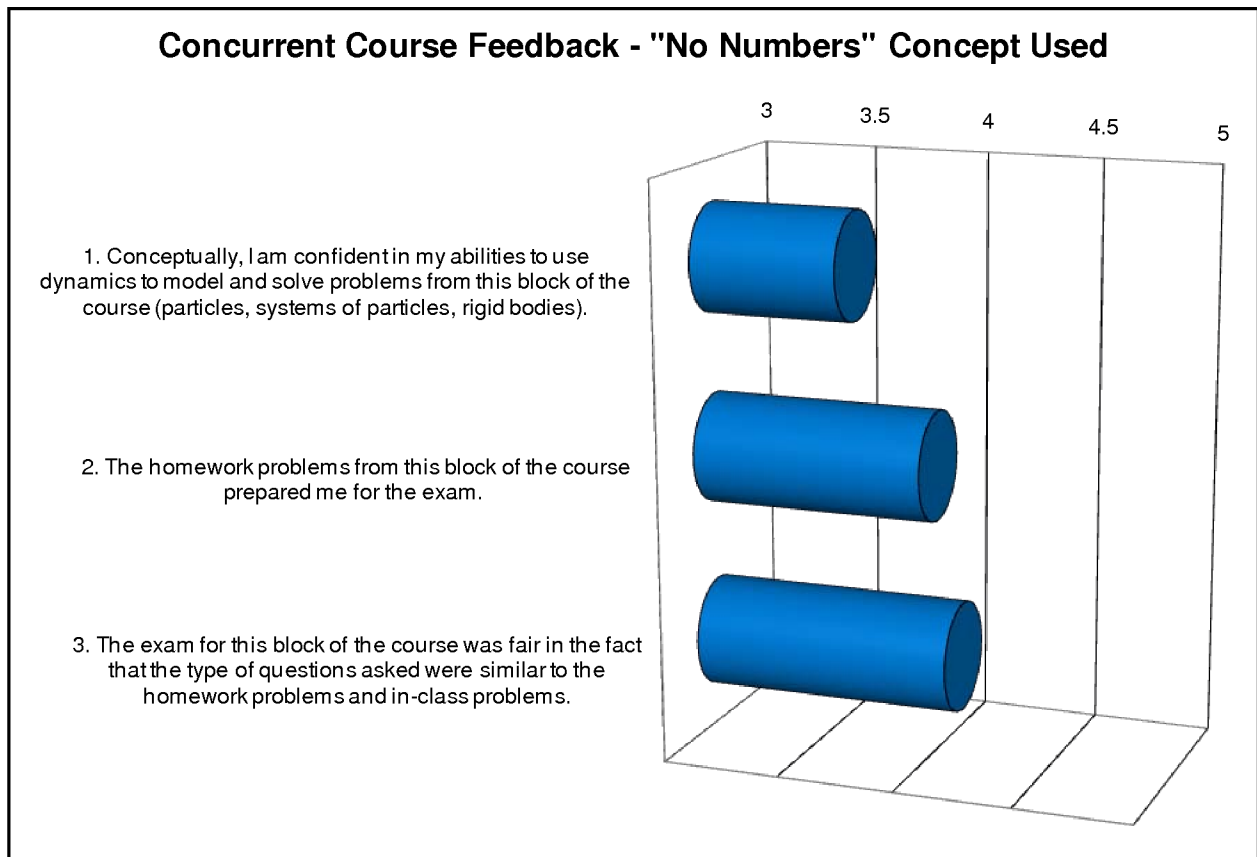 Concurrent Course Feedback - "No Numbers" Concept Used
3 3.5 4 4.5 5
1. Conceptually, I am confident in my abilities to use
dynamics to model and solve problems from this block of the
course (particles, systems of particles, rigid bodies).
2. The homework problems from this block of the course
prepared me for the exam.
3. The exam for this block of the course was fair in the fact
that the type of questions asked were similar to the
homework problems and in-class problems.